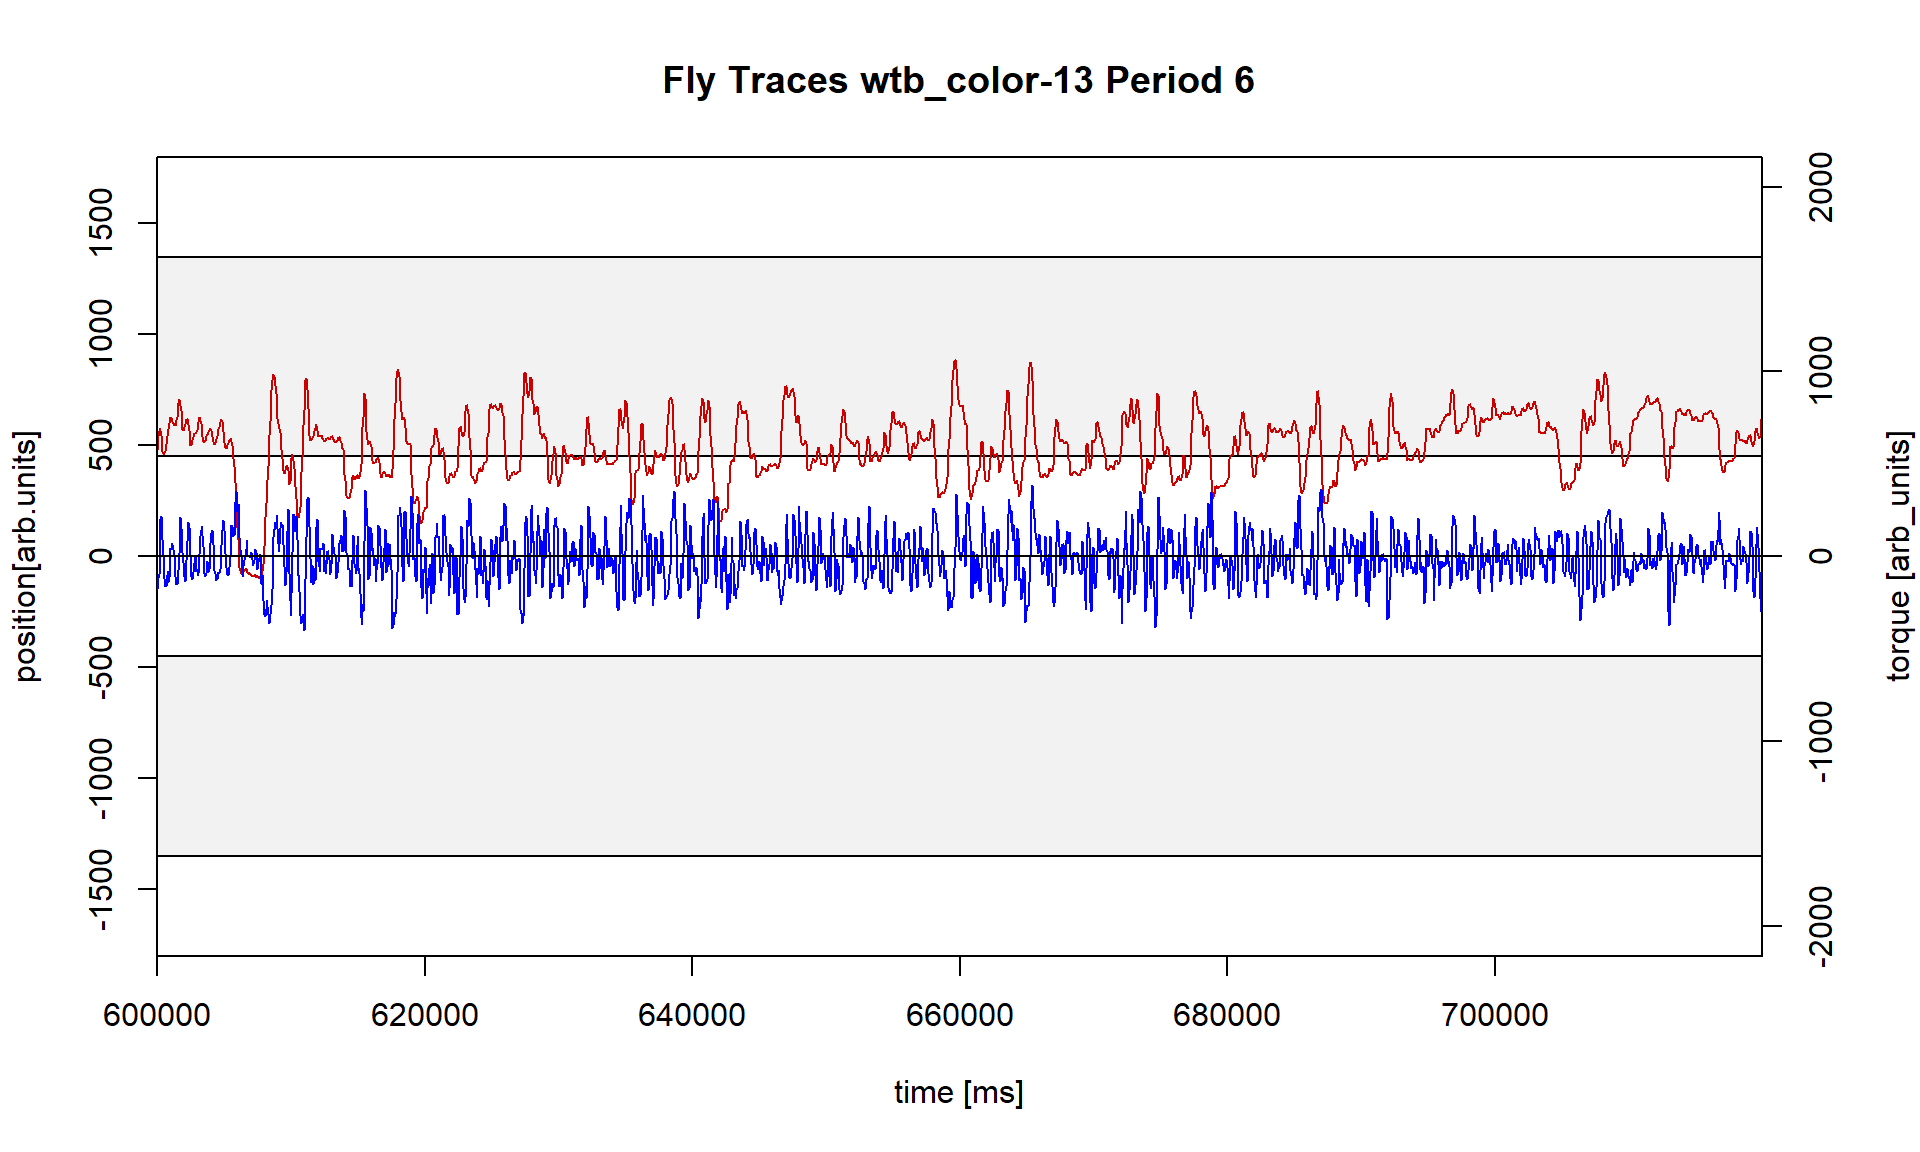 Fly Traces wtb_color-13 Period 6
position[arb.units]
1500
1000
500
0
-500
-1000
-1500
2000
1000
0
-1000
-2000
torque [arb_units]
600000 620000 640000 660000 680000 700000
time [ms]